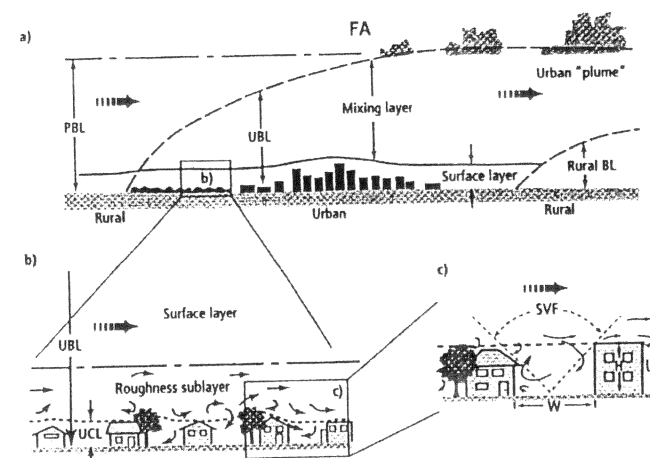 a)
FA
Urban "plume"
PBL
UBL
Mixing layer
b)
Surface layer
Rural BL
Rural
Urban
Rural
b)
UBL
Surface layer
Roughness sublayer
UCL
c)
c)
SVF
W
H